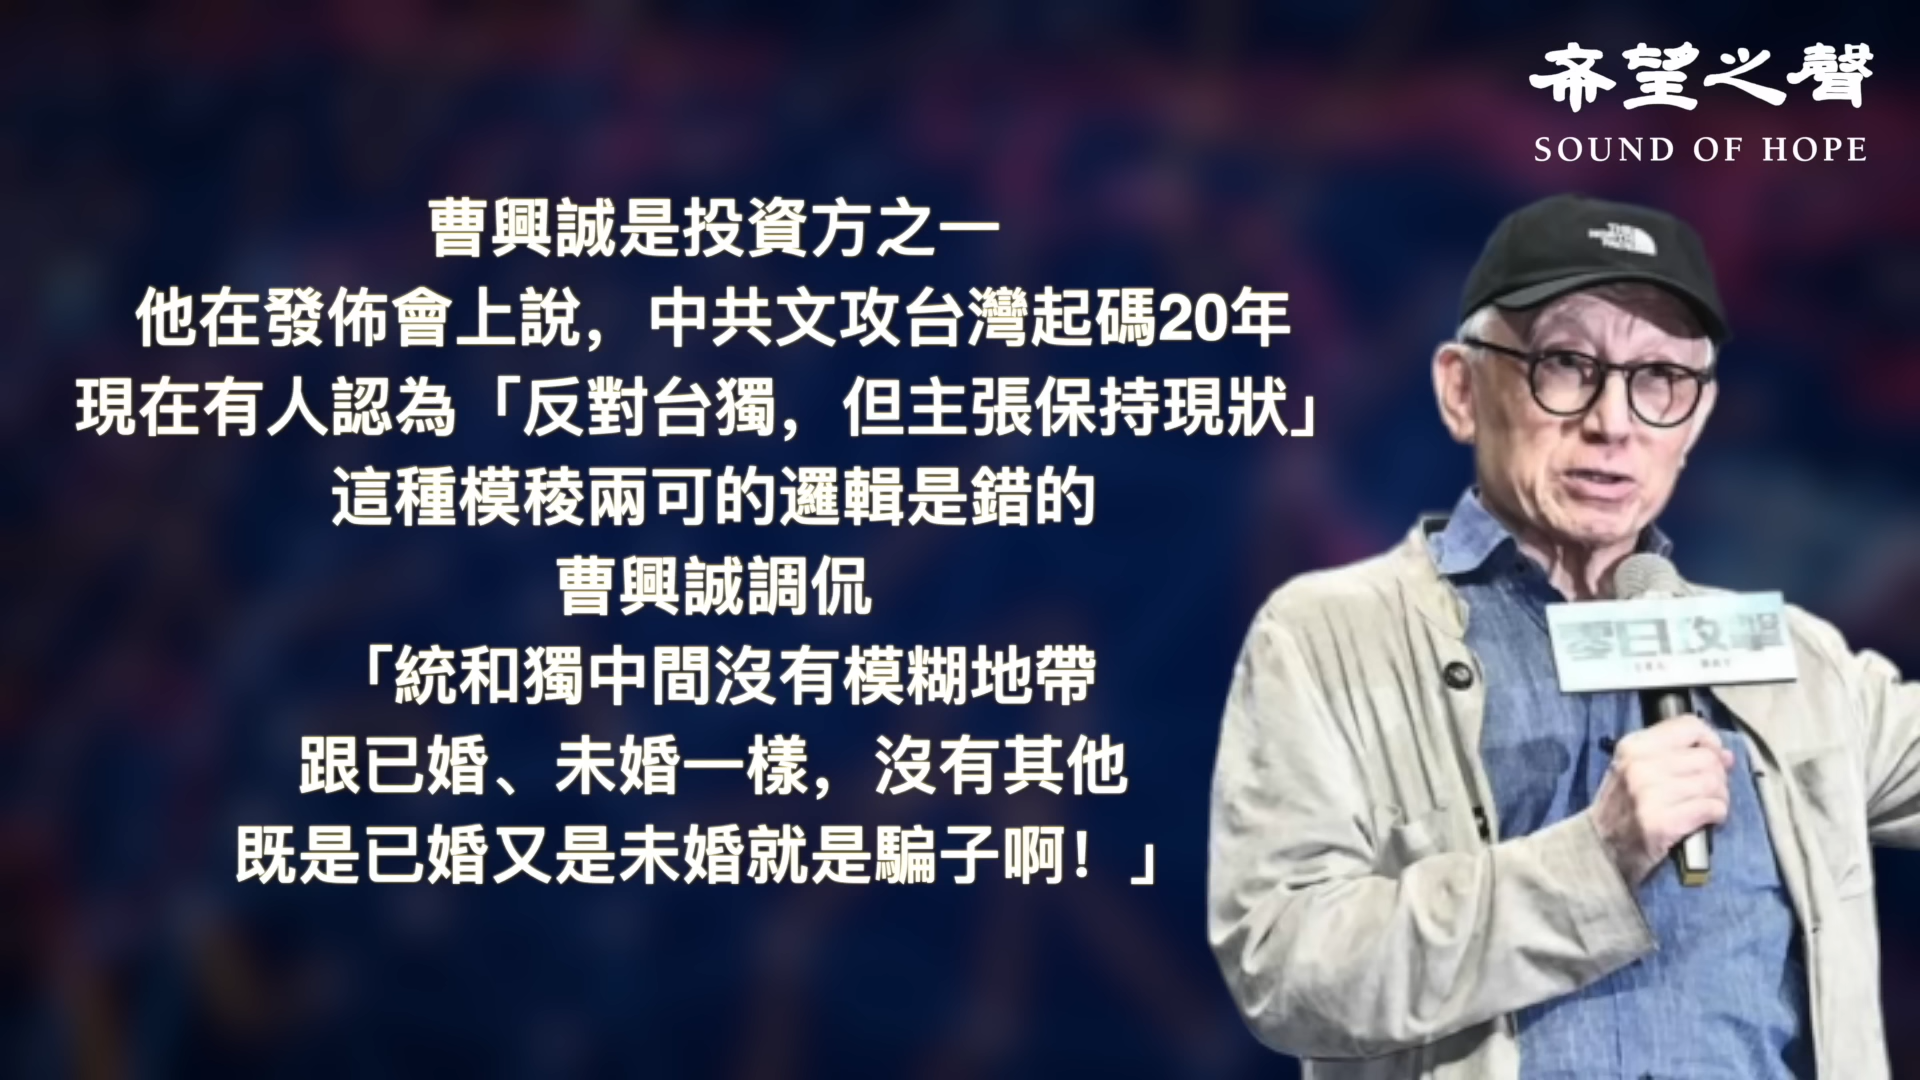 希望之聲
SOUND OF HOPE
THE NORTH FACE
曹興誠是投資方之一
他在發佈會上說，中共文攻台灣起碼20年
現在有人認為「反對台獨，但主張保持現狀」
這種模稜兩可的邏輯是錯的
曹興誠調侃
「統和獨中間沒有模糊地帶
跟已婚、未婚一樣，沒有其他
既是已婚又是未婚就是騙子啊！」
零日攻擊